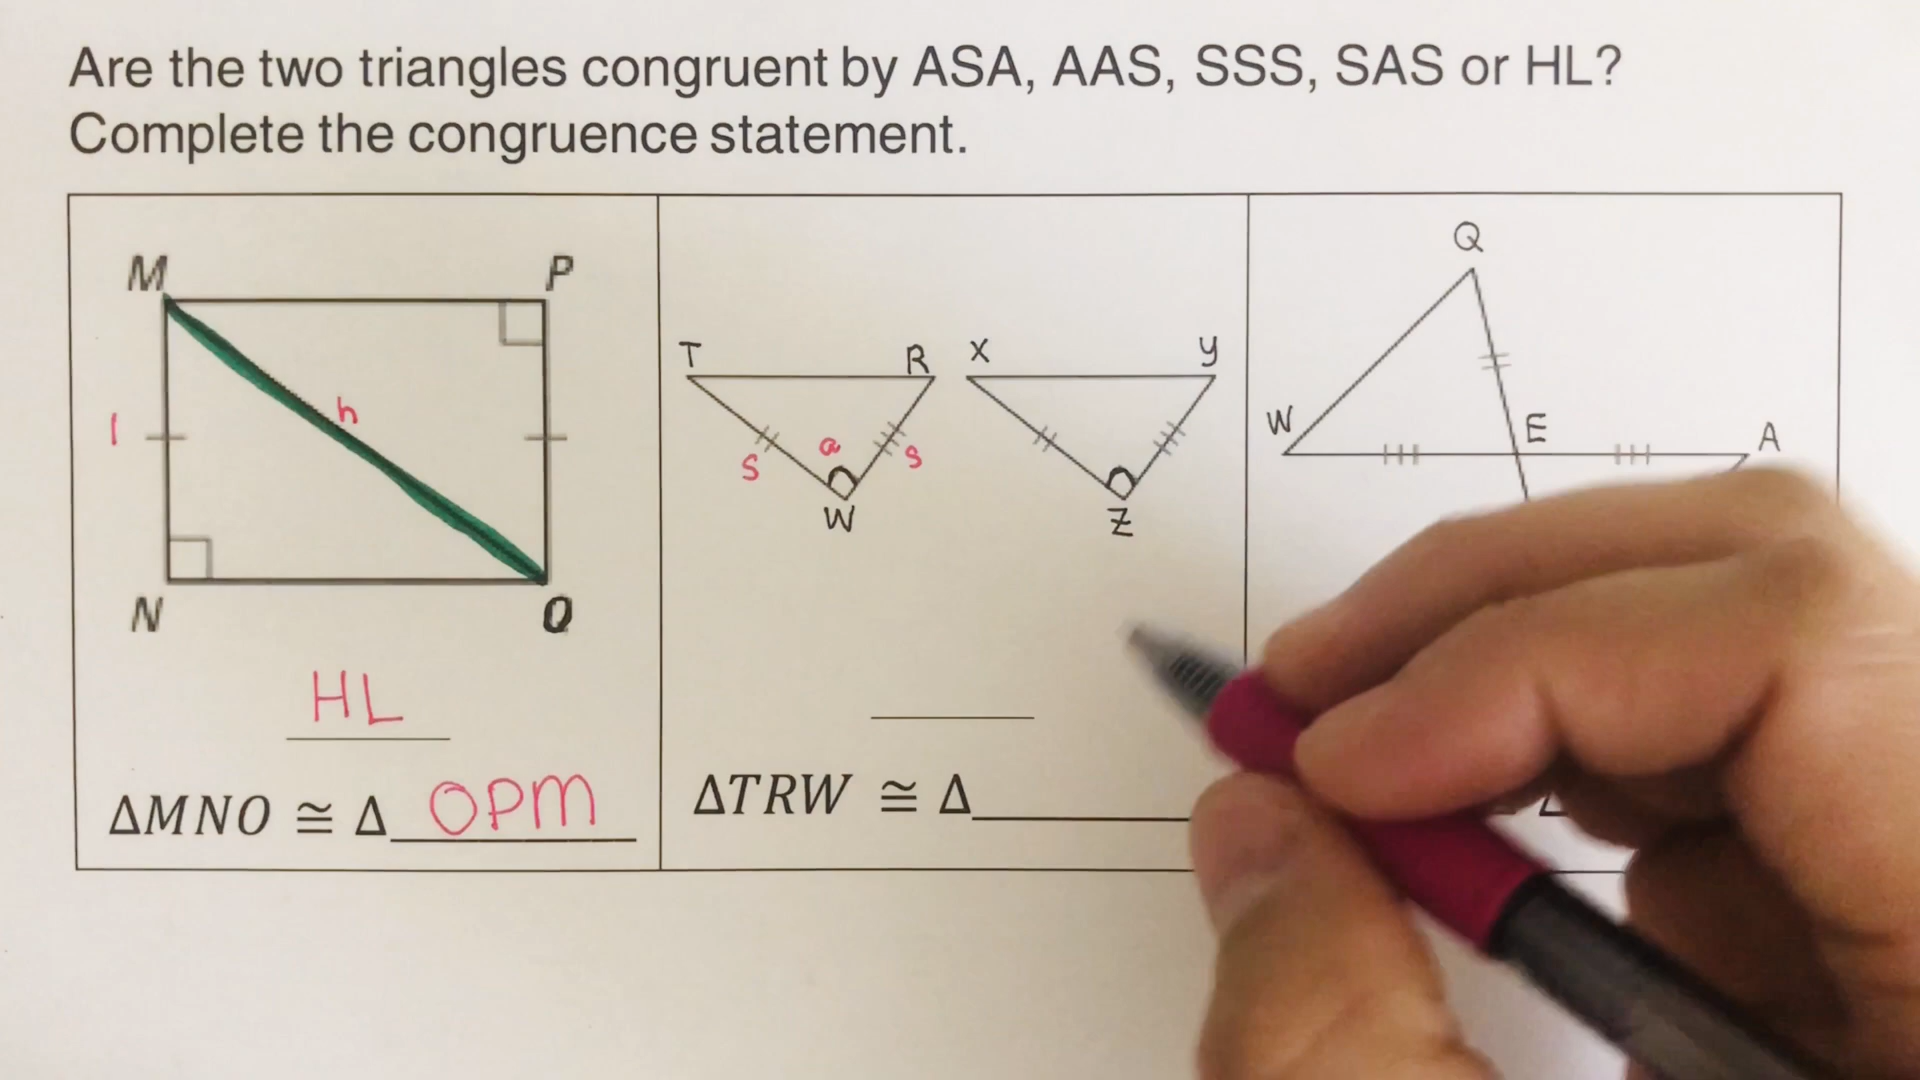 Are the two triangles congruent by ASA, AAS, SSS, SAS or HL?
Complete the congruence statement.
M P
l h
N O
HL
ΔMNO ≅ Δ OPM
T R X Y
S a S
W Z
ΔTRW ≅ Δ
Q
W E A